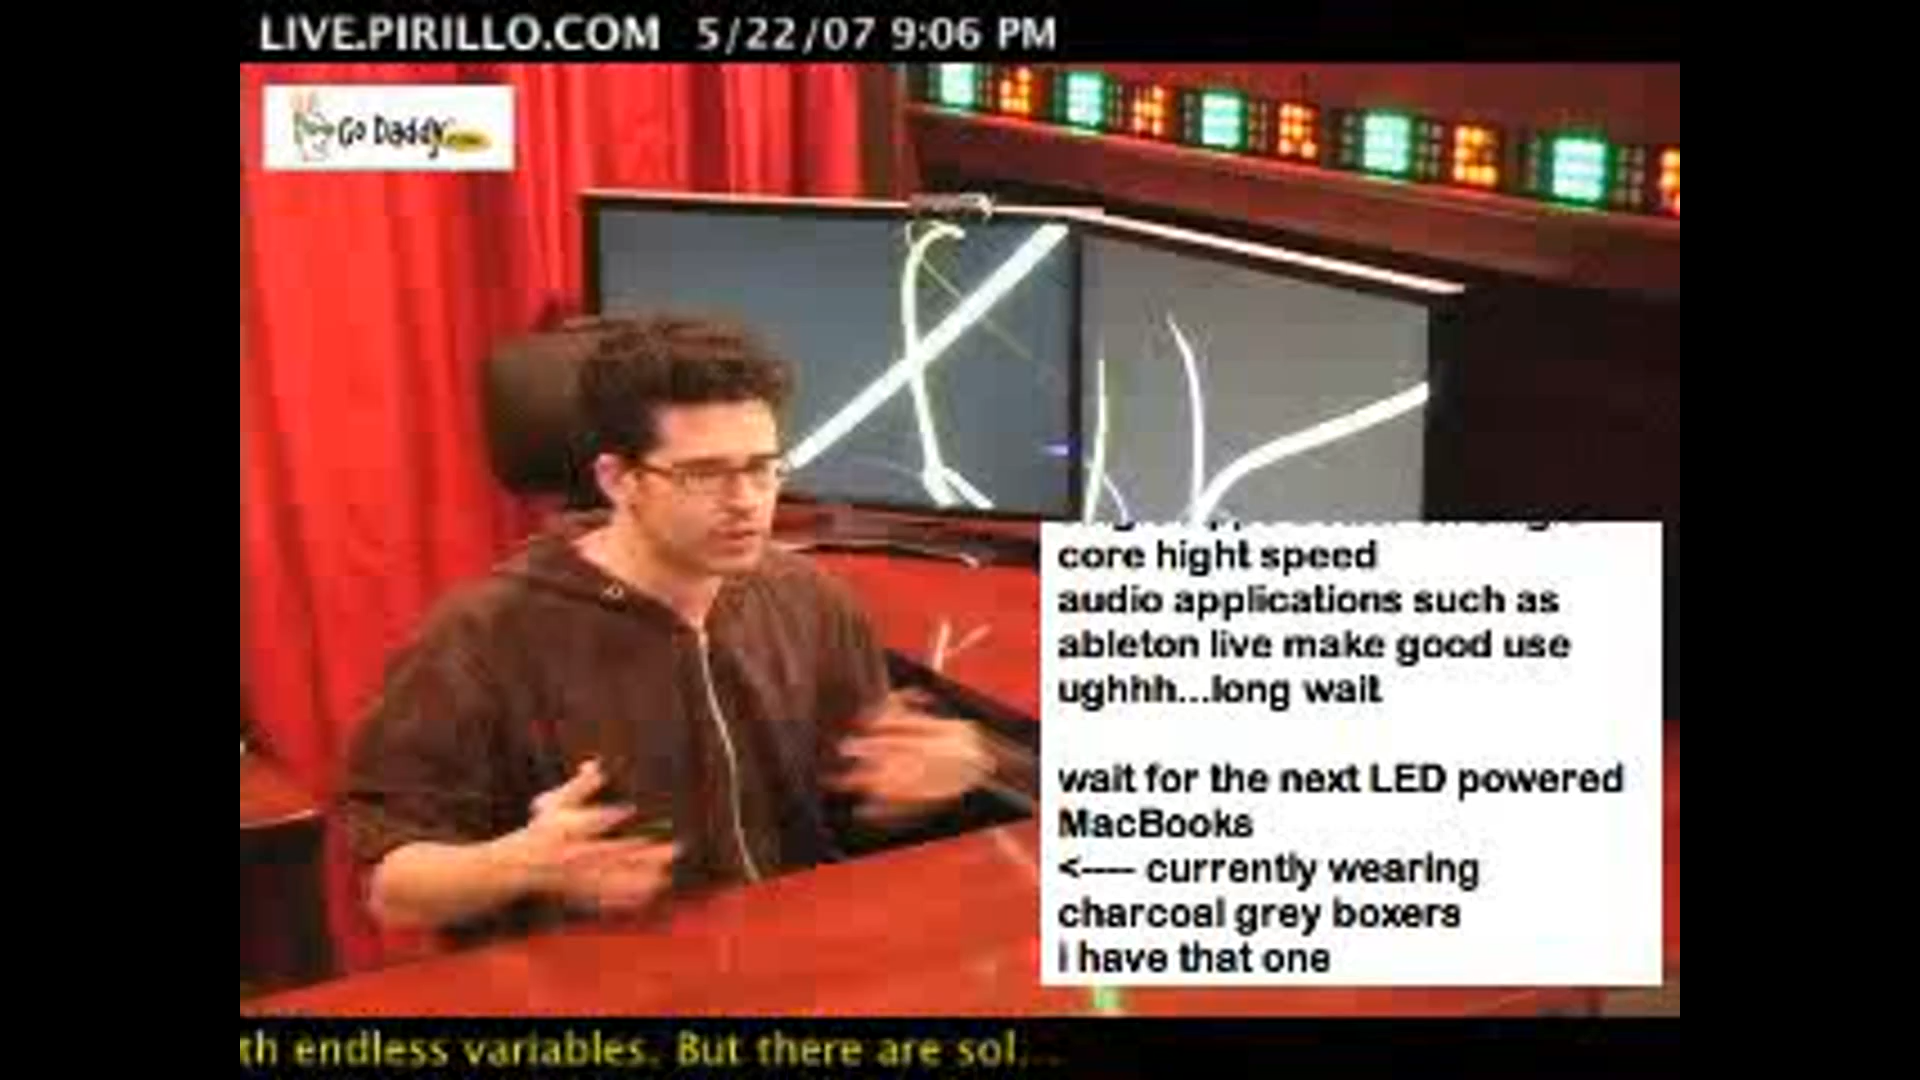 LIVE.PIRILLO.COM 5/22/07 9:06 PM
Go Daddy
core hight speed
audio applications such as
ableton live make good use
ughhh...long wait
wait for the next LED powered
MacBooks
<---- currently wearing
charcoal grey boxers
i have that one
th endless variables. But there are sol...